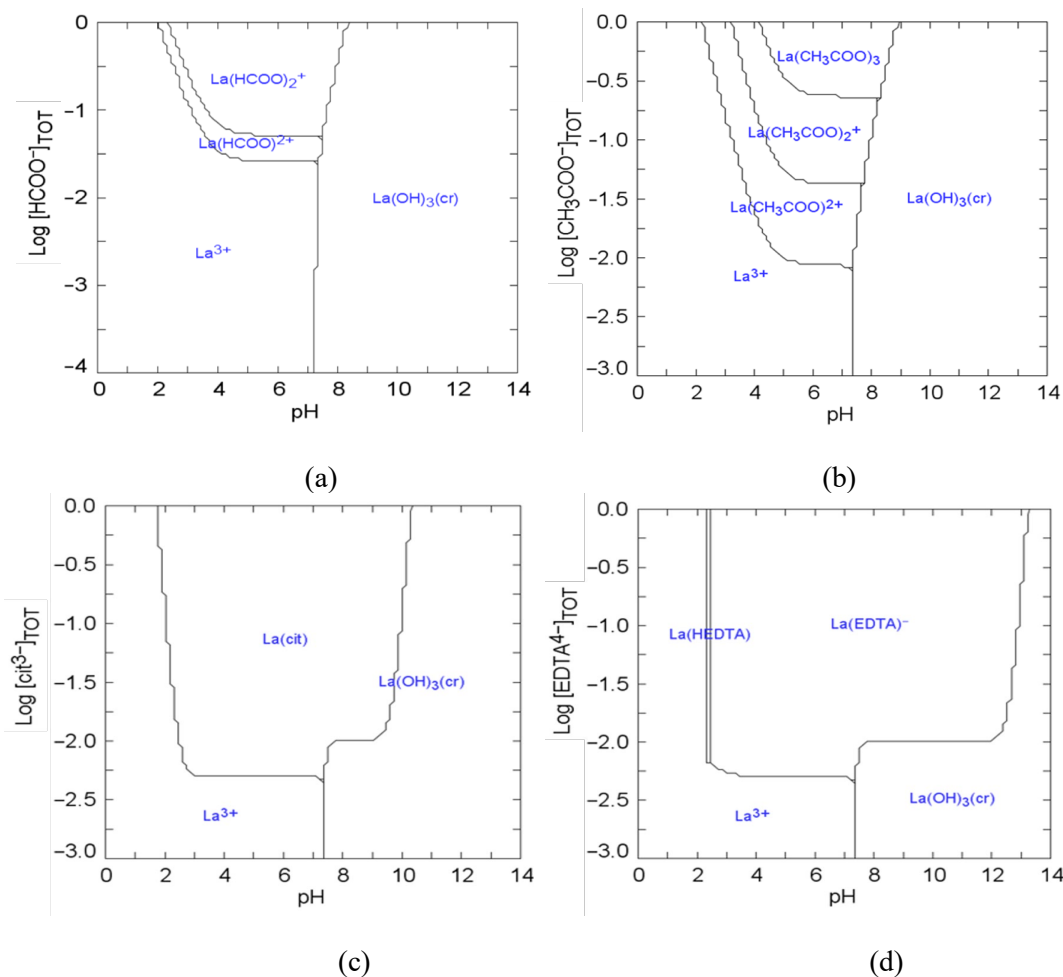 0
−1
−2
−3
−4
Log [HCOO⁻]TOT
La(HCOO)₂⁺
La(HCOO)²⁺
La³⁺
La(OH)₃(cr)
0 2 4 6 8 10 12 14
pH
(a)
0.0
−0.5
−1.0
−1.5
−2.0
−2.5
−3.0
Log [CH₃COO⁻]TOT
La(CH₃COO)₃
La(CH₃COO)₂⁺
La(CH₃COO)²⁺
La³⁺
La(OH)₃(cr)
0 2 4 6 8 10 12 14
pH
(b)
0.0
−0.5
−1.0
−1.5
−2.0
−2.5
−3.0
Log [cit³⁻]TOT
La(cit)
La(OH)₃(cr)
La³⁺
0 2 4 6 8 10 12 14
pH
(c)
0.0
−0.5
−1.0
−1.5
−2.0
−2.5
−3.0
Log [EDTA⁴⁻]TOT
La(HEDTA)
La(EDTA)⁻
La³⁺
La(OH)₃(cr)
0 2 4 6 8 10 12 14
pH
(d)